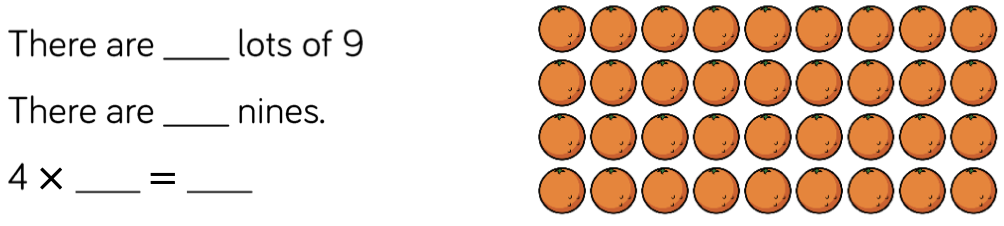 There are ____ lots of 9
There are ____ nines.
4 × ____ = ____